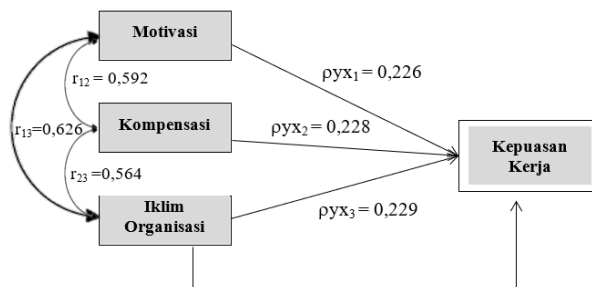 Motivasi
r12 = 0,592
ρyx1 = 0,226
r13=0,626
Kompensasi
ρyx2 = 0,228
Kepuasan
Kerja
r23=0,564
Iklim
Organisasi
ρyx3 = 0,229